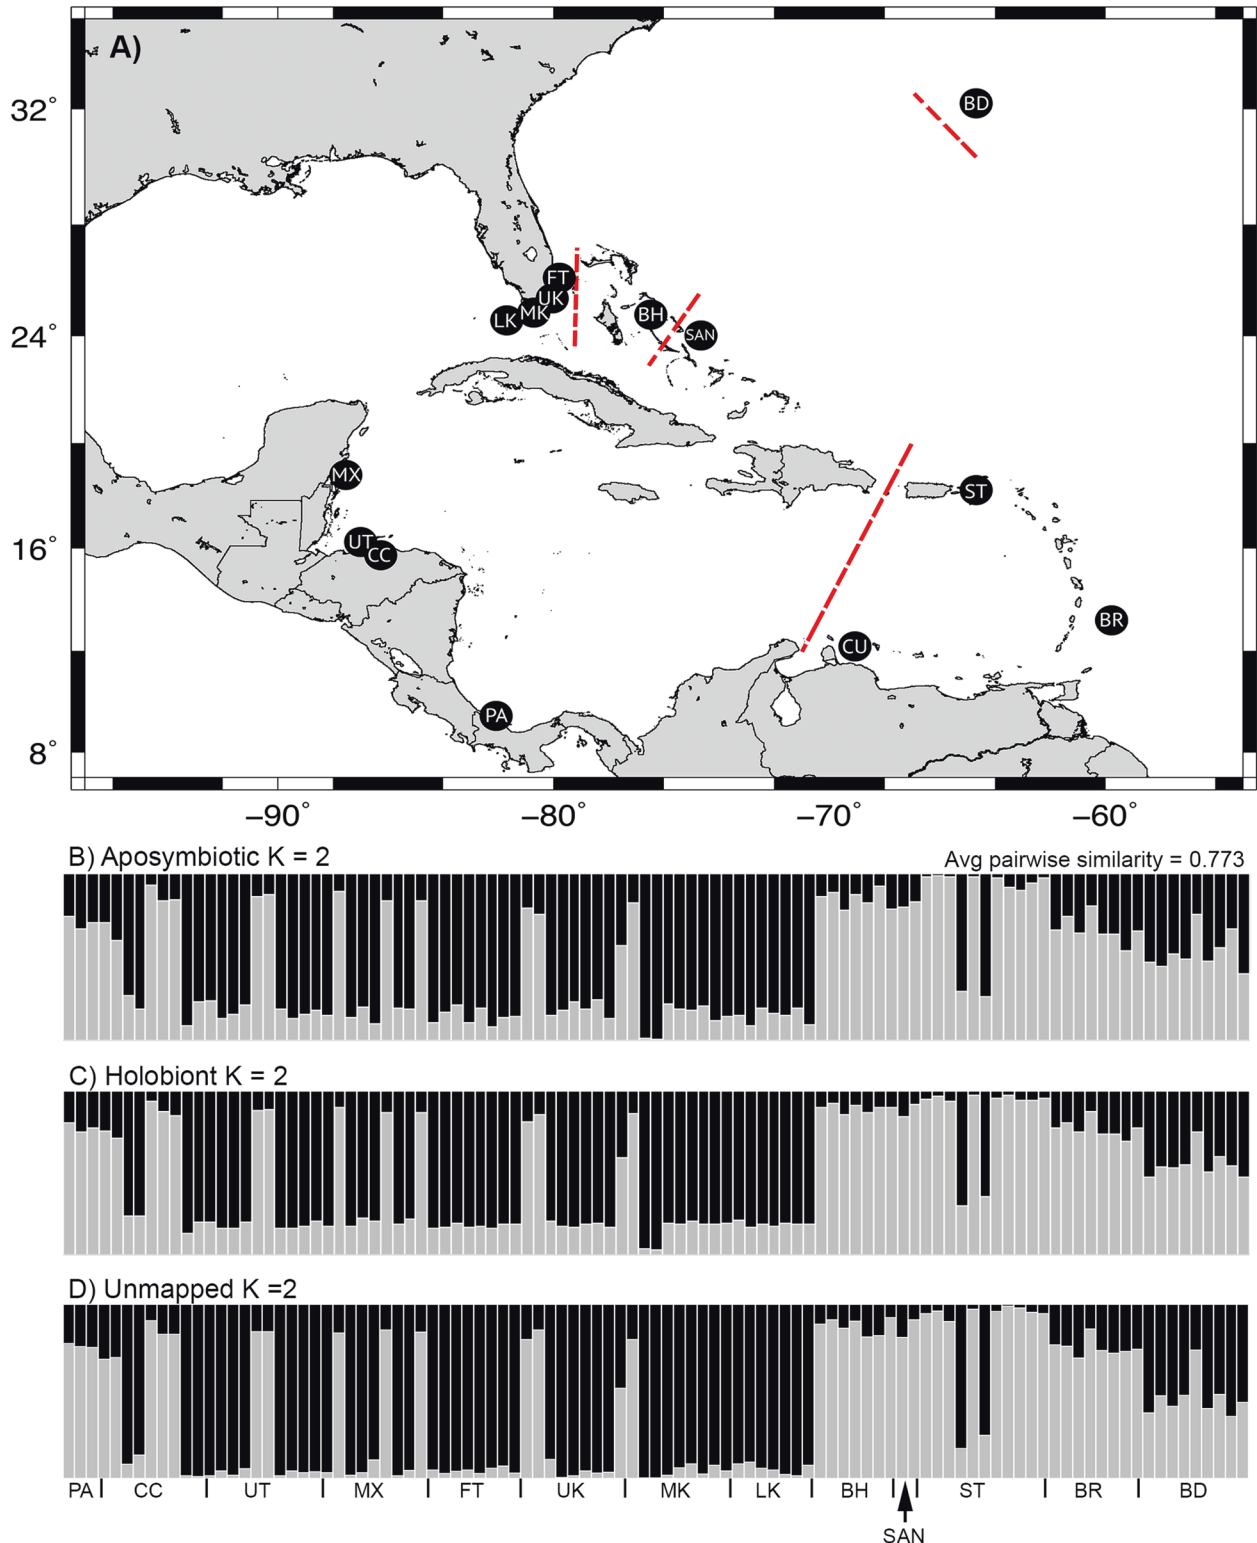 A)
32°
BD
FT
UK
MK
LK
BH
SAN
24°
MX
ST
UT
CC
16°
BR
CU
PA
8°
−90° −80° −70° −60°
B) Aposymbiotic K = 2
Avg pairwise similarity = 0.773
C) Holobiont K = 2
D) Unmapped K =2
PA CC UT MX FT UK MK LK BH ST BR BD
SAN